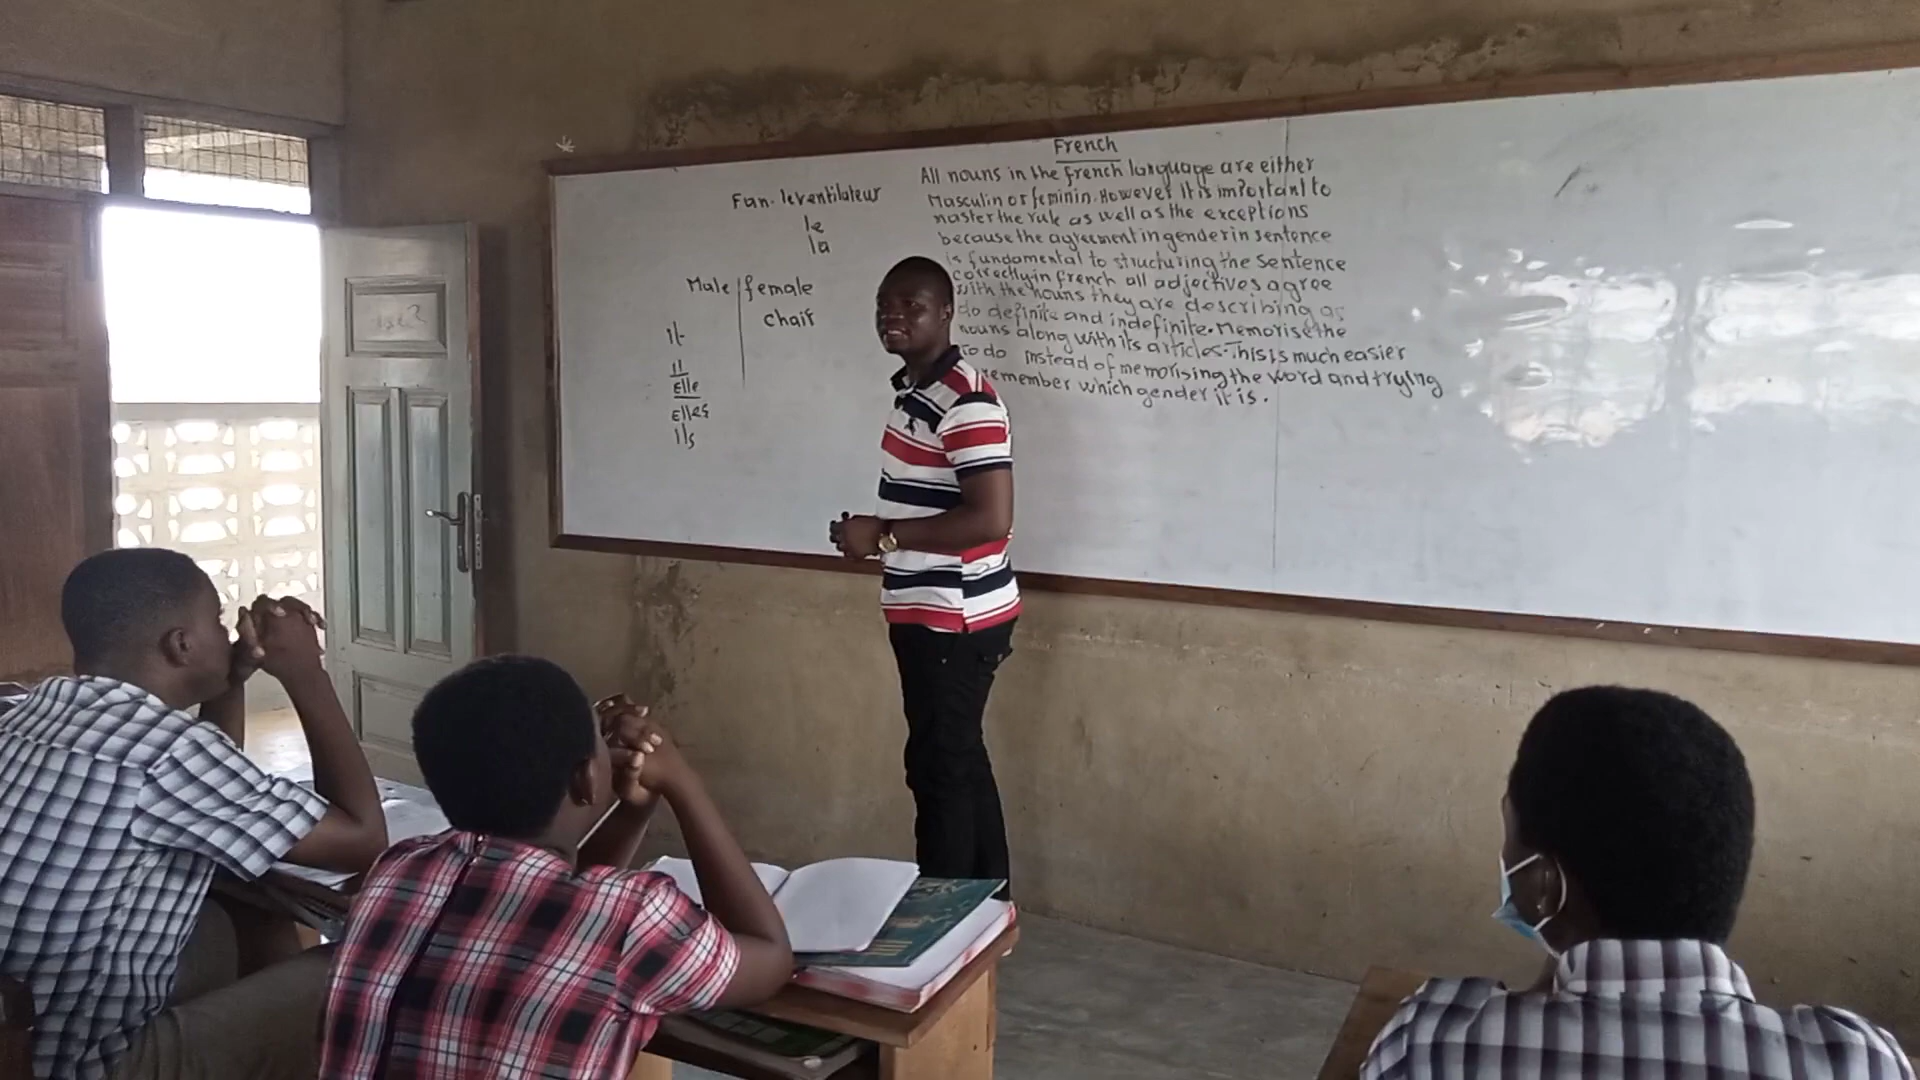 French
All nouns in the french language are either
Masculin or feminin. However It is important to
master the rule as well as the exceptions
because the agreement in gender in sentence
is fundamental to structuring the sentence
correctly in french all adjectives agree
with the nouns they are describing as
do definite and indefinite. Memorise the
nouns along with its articles. This is much easier
To do instead of memorising the word and trying
remember which gender it is.
Fan. le ventilateur
le
la
Male female
chair
Il
Elle
Elles
Ils